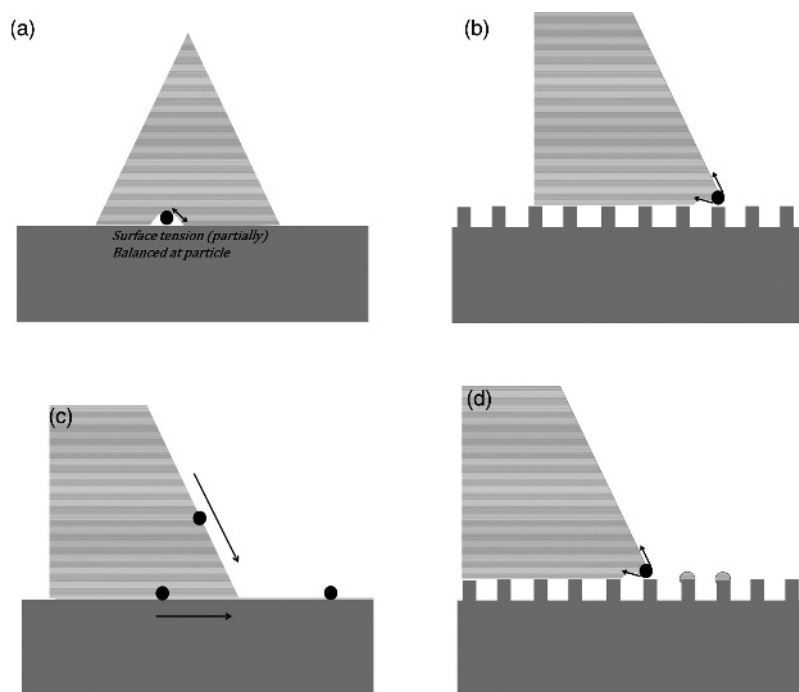 (a)
(b)
Surface tension (partially)
Balanced at particle
(c)
(d)